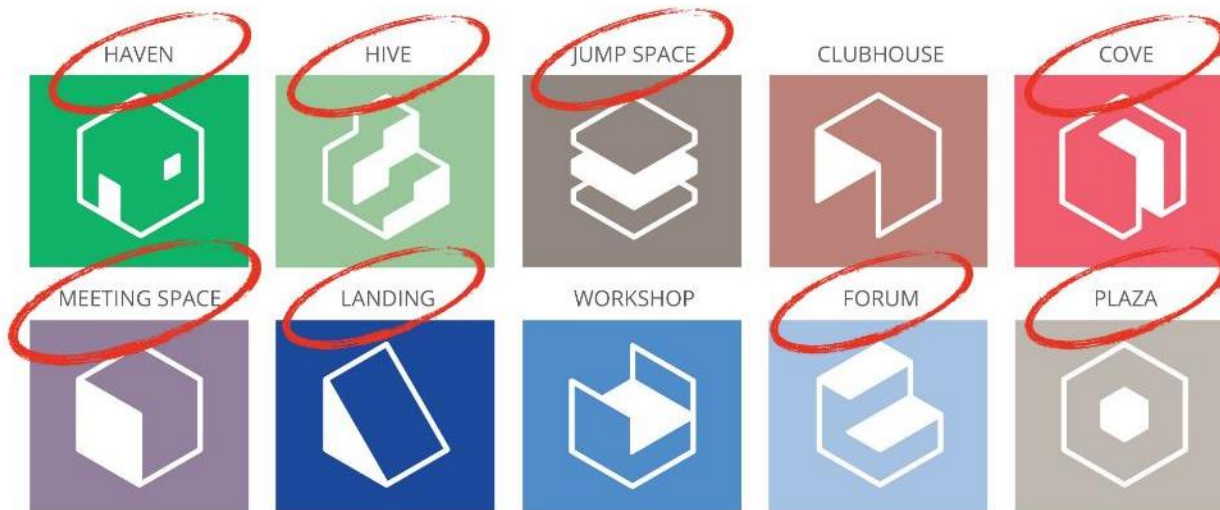 HAVEN HIVE JUMP SPACE CLUBHOUSE COVE
MEETING SPACE LANDING WORKSHOP FORUM PLAZA